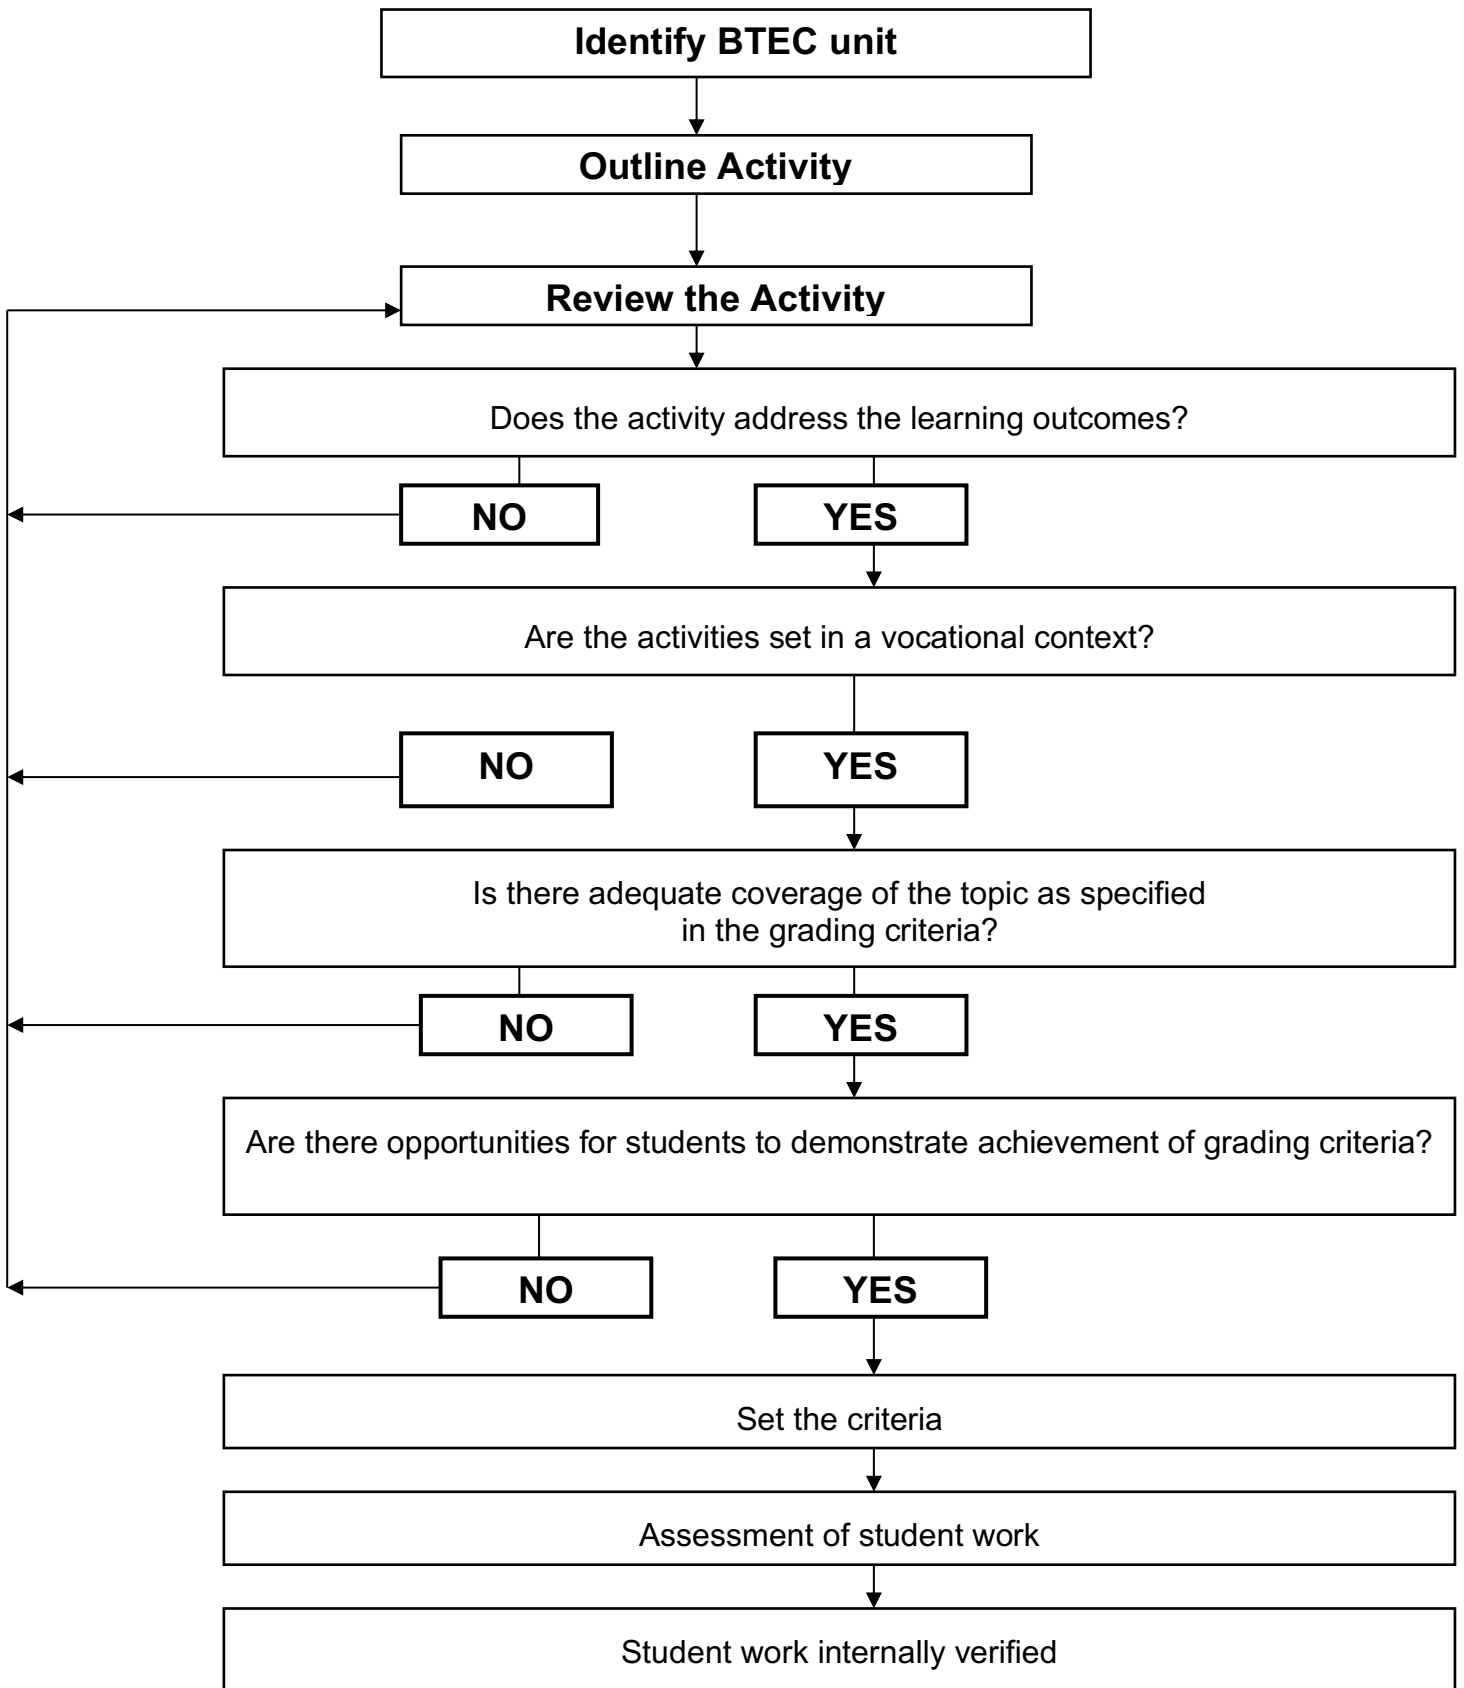 Identify BTEC unit
Outline Activity
Review the Activity
Does the activity address the learning outcomes?
NO
YES
Are the activities set in a vocational context?
NO
YES
Is there adequate coverage of the topic as specified
in the grading criteria?
NO
YES
Are there opportunities for students to demonstrate achievement of grading criteria?
NO
YES
Set the criteria
Assessment of student work
Student work internally verified